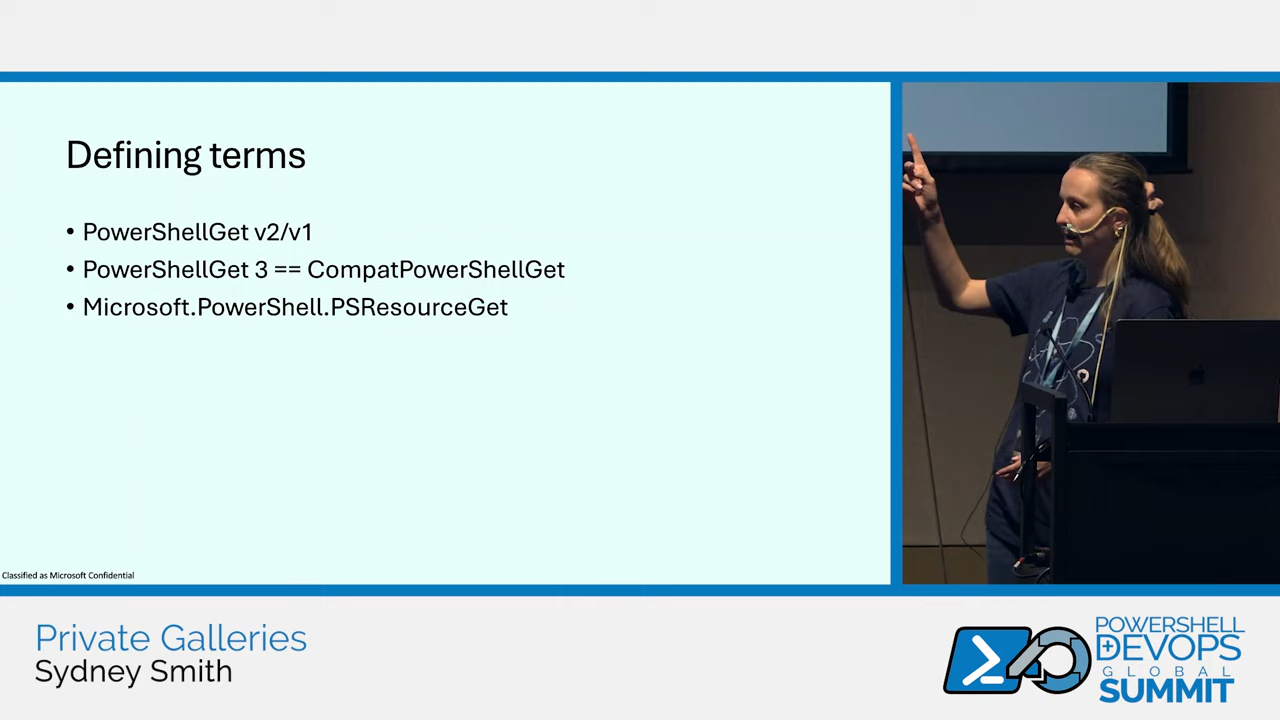 Defining terms
• PowerShellGet v2/v1
• PowerShellGet 3 == CompatPowerShellGet
• Microsoft.PowerShell.PSResourceGet
Classified as Microsoft Confidential
Private Galleries
Sydney Smith
POWERSHELL
DEVOPS
GLOBAL
SUMMIT